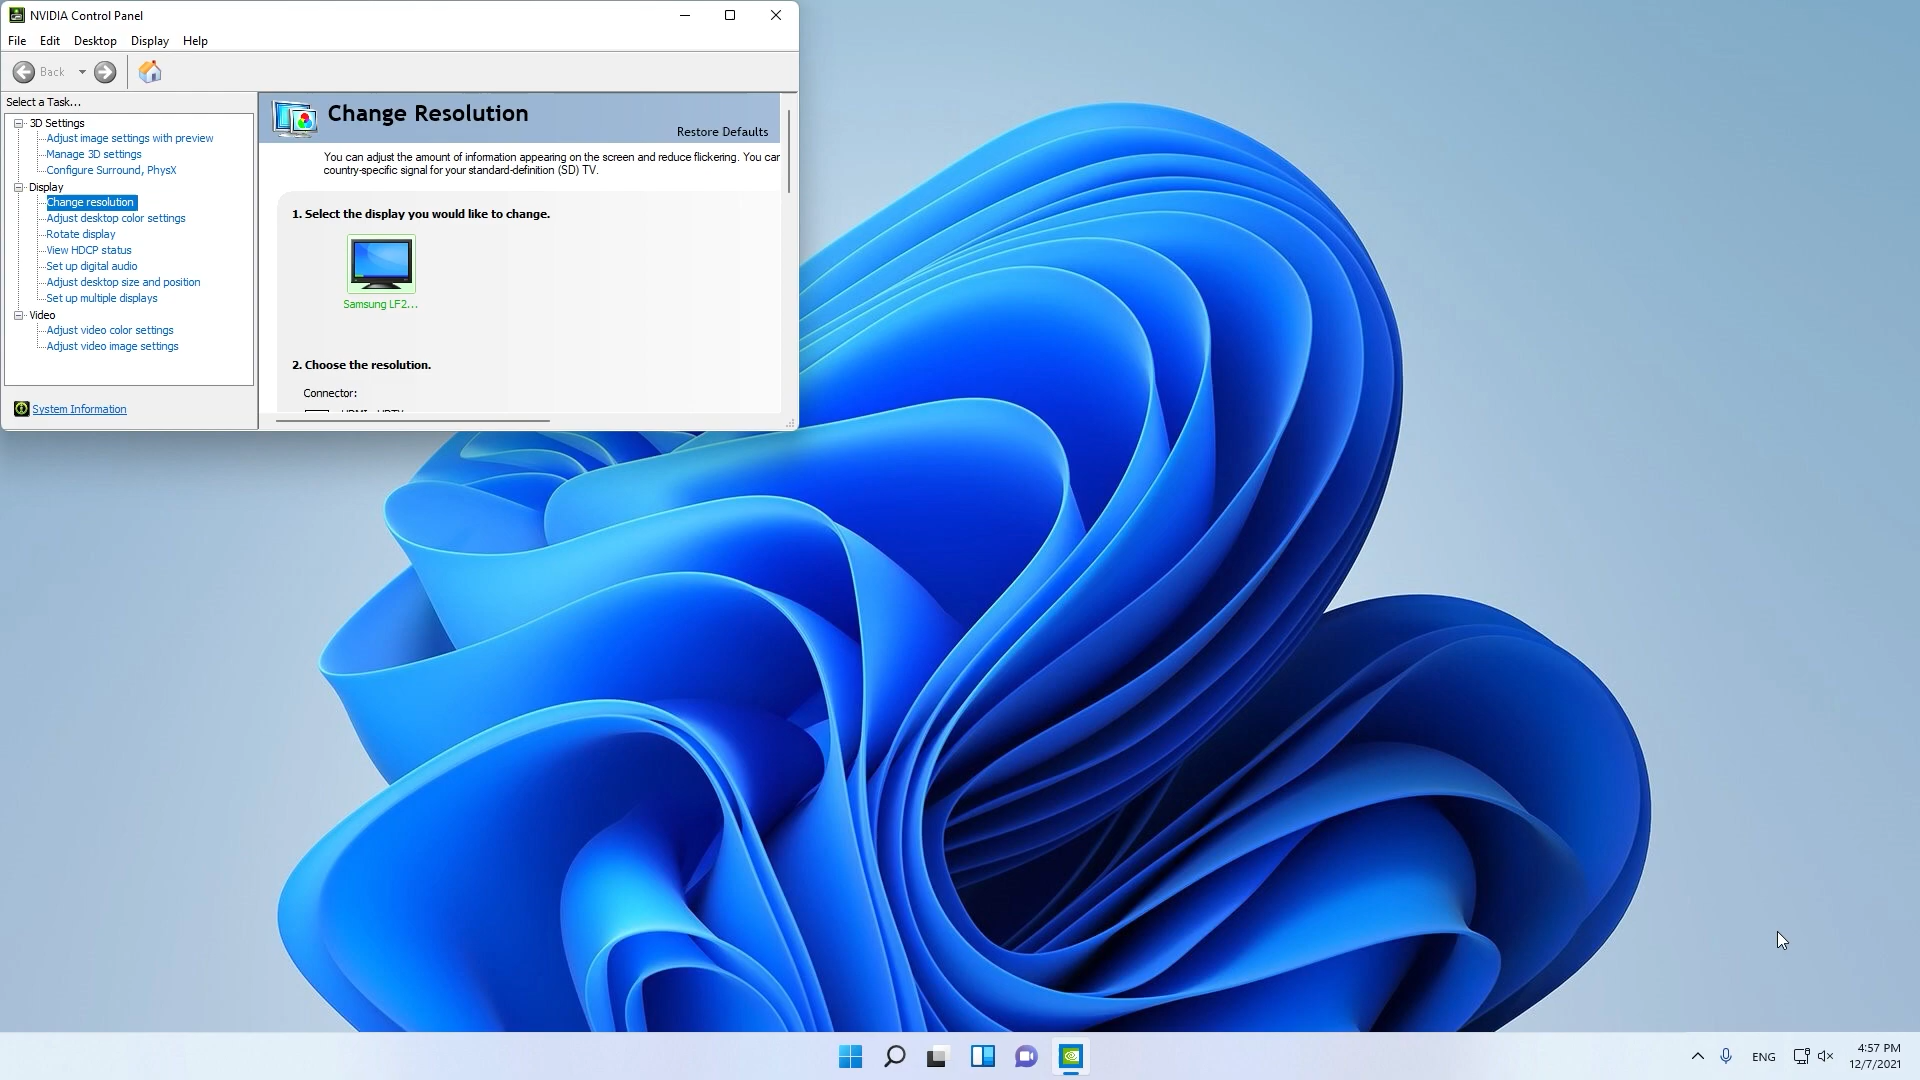 NVIDIA Control Panel
File Edit Desktop Display Help
Back
Select a Task...
3D Settings
Adjust image settings with preview
Manage 3D settings
Configure Surround, PhysX
Display
Change resolution
Adjust desktop color settings
Rotate display
View HDCP status
Set up digital audio
Adjust desktop size and position
Set up multiple displays
Video
Adjust video color settings
Adjust video image settings
System Information
Change Resolution
Restore Defaults
You can adjust the amount of information appearing on the screen and reduce flickering. You car
country-specific signal for your standard-definition (SD) TV.
1. Select the display you would like to change.
Samsung LF2...
2. Choose the resolution.
Connector:
ENG
4:57 PM
12/7/2021